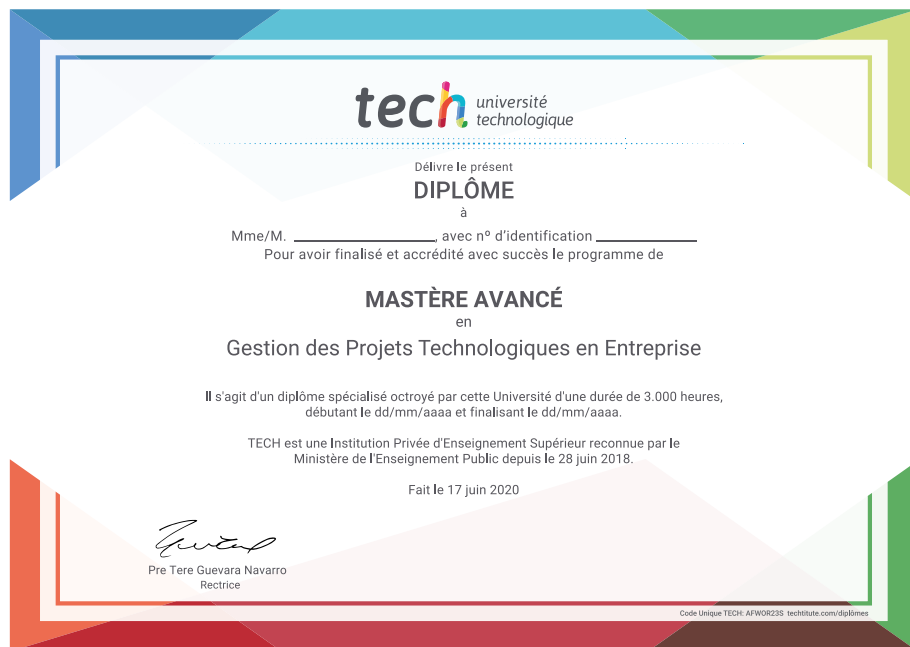 tech université
technologique
Délivre le présent
DIPLÔME
à
Mme/M. ____________________, avec nº d'identification ______________
Pour avoir finalisé et accrédité avec succès le programme de
MASTÈRE AVANCÉ
en
Gestion des Projets Technologiques en Entreprise
Il s'agit d'un diplôme spécialisé octroyé par cette Université d'une durée de 3.000 heures,
débutant le dd/mm/aaaa et finalisant le dd/mm/aaaa.
TECH est une Institution Privée d'Enseignement Supérieur reconnue par le
Ministère de l'Enseignement Public depuis le 28 juin 2018.
Fait le 17 juin 2020
Pre Tere Guevara Navarro
Rectrice
Code Unique TECH: AFWOR23S techtitute.com/diplômes